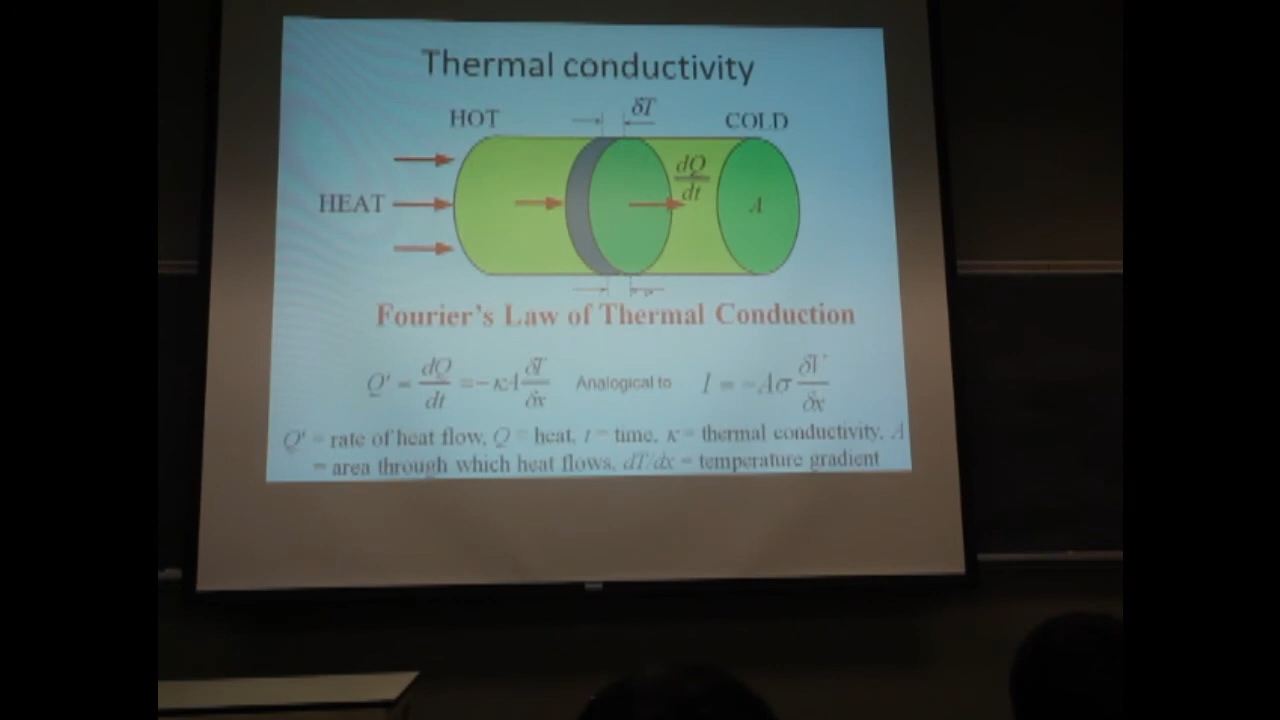 Thermal conductivity
δT
HOT
COLD
dQ
dt
HEAT
A
Fourier's Law of Thermal Conduction
Q' = dQ/dt = -κA δT/δx Analogical to I = -Aσ δV/δx
Q' = rate of heat flow, Q = heat, t = time, κ = thermal conductivity, A
= area through which heat flows, dT/dx = temperature gradient